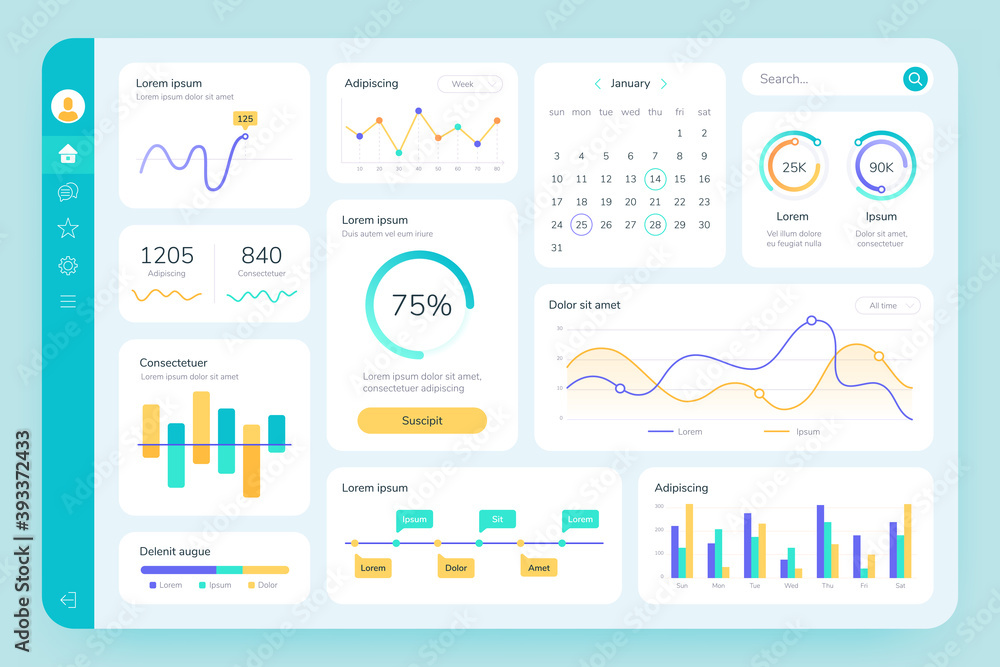 Lorem ipsum
Lorem ipsum dolor sit amet
125
1205
Adipiscing
840
Consectetuer
Consectetuer
Lorem ipsum dolor sit amet
Delenit augue
Lorem Ipsum Dolor
Adipiscing
Week
10 20 30 40 50 60 70 80
Lorem ipsum
Duis autem vel eum iriure
75%
Lorem ipsum dolor sit amet,
consectetuer adipiscing
Suscipit
January
sun mon tue wed thu fri sat
1 2
3 4 5 6 7 8 9
10 11 12 13 14 15 16
17 18 19 20 21 22 23
24 25 26 27 28 29 30
31
Search...
25K
Lorem
Vel illum dolore
eu feugiat nulla
90K
Ipsum
Dolor sit amet,
consectetuer
Dolor sit amet
All time
30
20
10
0
Lorem Ipsum
Lorem ipsum
Ipsum Sit Lorem
Lorem Dolor Amet
Adipiscing
300
200
100
0
Sun Mon Tue Wed Thu Fri Sat
Adobe Stock | #393372433
Adobe Stock